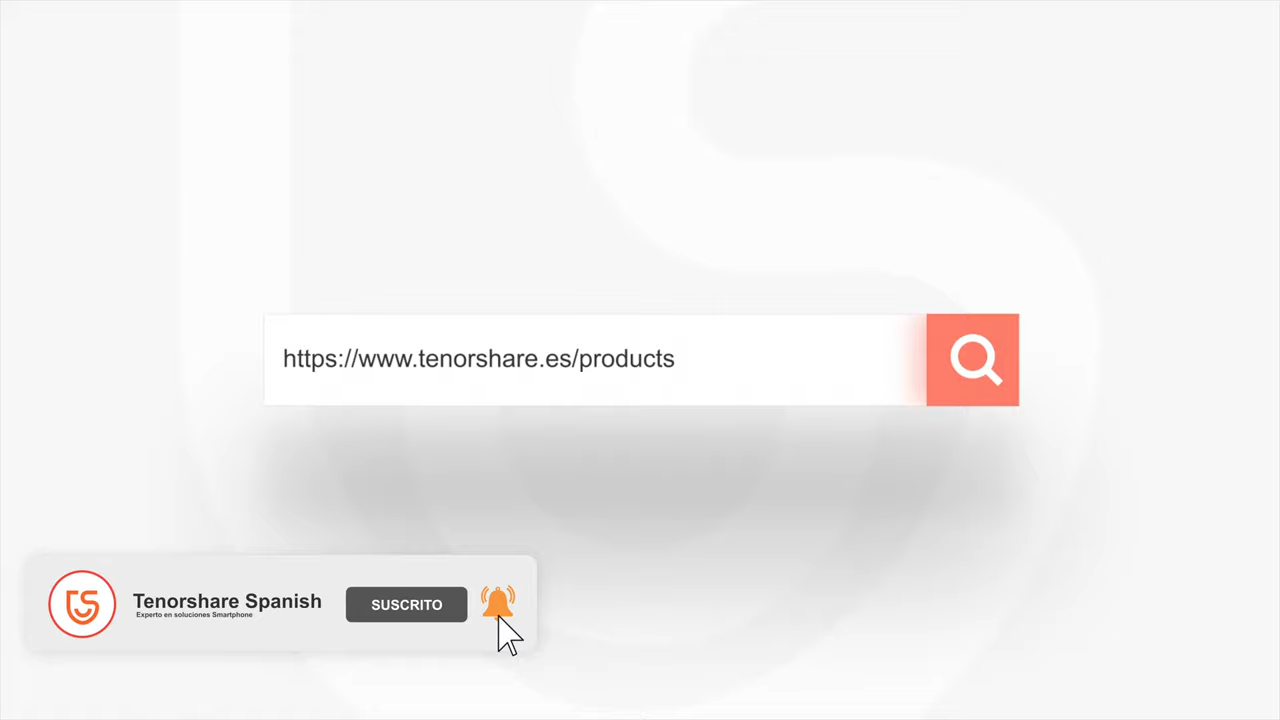 https://www.tenorshare.es/products
Tenorshare Spanish
Experto en soluciones Smartphone
SUSCRITO